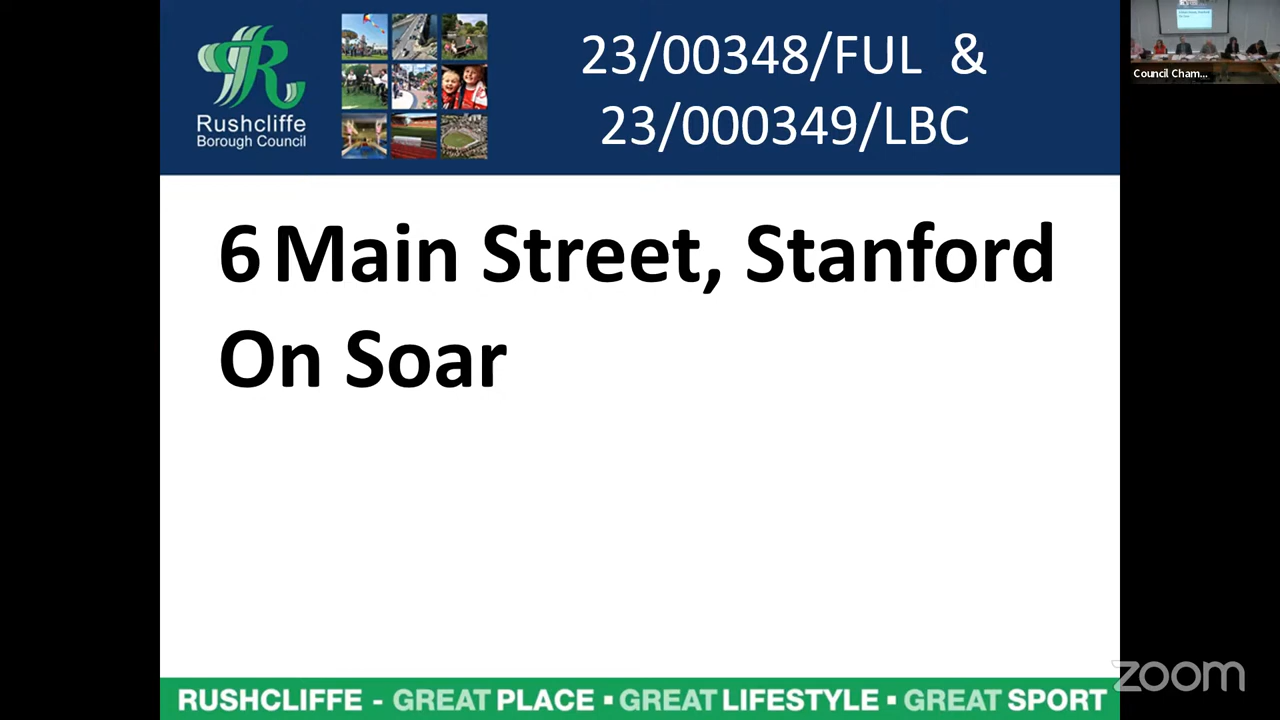 Rushcliffe
Borough Council
23/00348/FUL &
23/000349/LBC
Council Cham...
6 Main Street, Stanford
On Soar
zoom
RUSHCLIFFE - GREAT PLACE ▪ GREAT LIFESTYLE ▪ GREAT SPORT